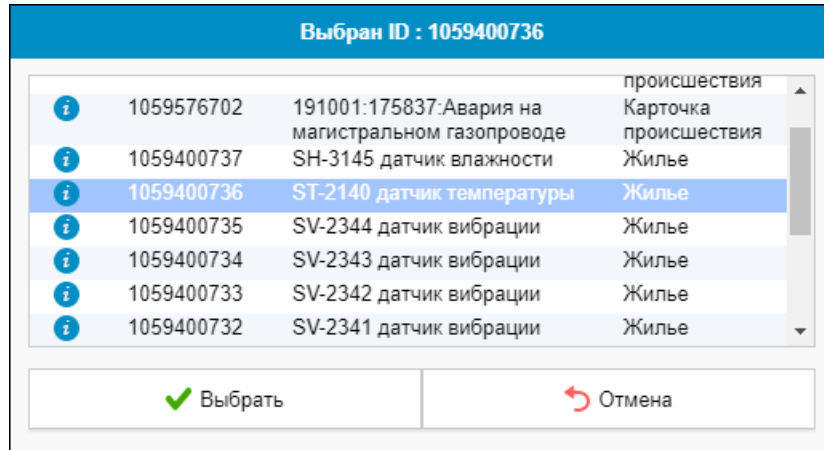 Выбран ID : 1059400736
происшествия
1059576702 191001:175837:Авария на Карточка
магистральном газопроводе происшествия
1059400737 SH-3145 датчик влажности Жилье
1059400736 ST-2140 датчик температуры Жилье
1059400735 SV-2344 датчик вибрации Жилье
1059400734 SV-2343 датчик вибрации Жилье
1059400733 SV-2342 датчик вибрации Жилье
1059400732 SV-2341 датчик вибрации Жилье
Выбрать Отмена